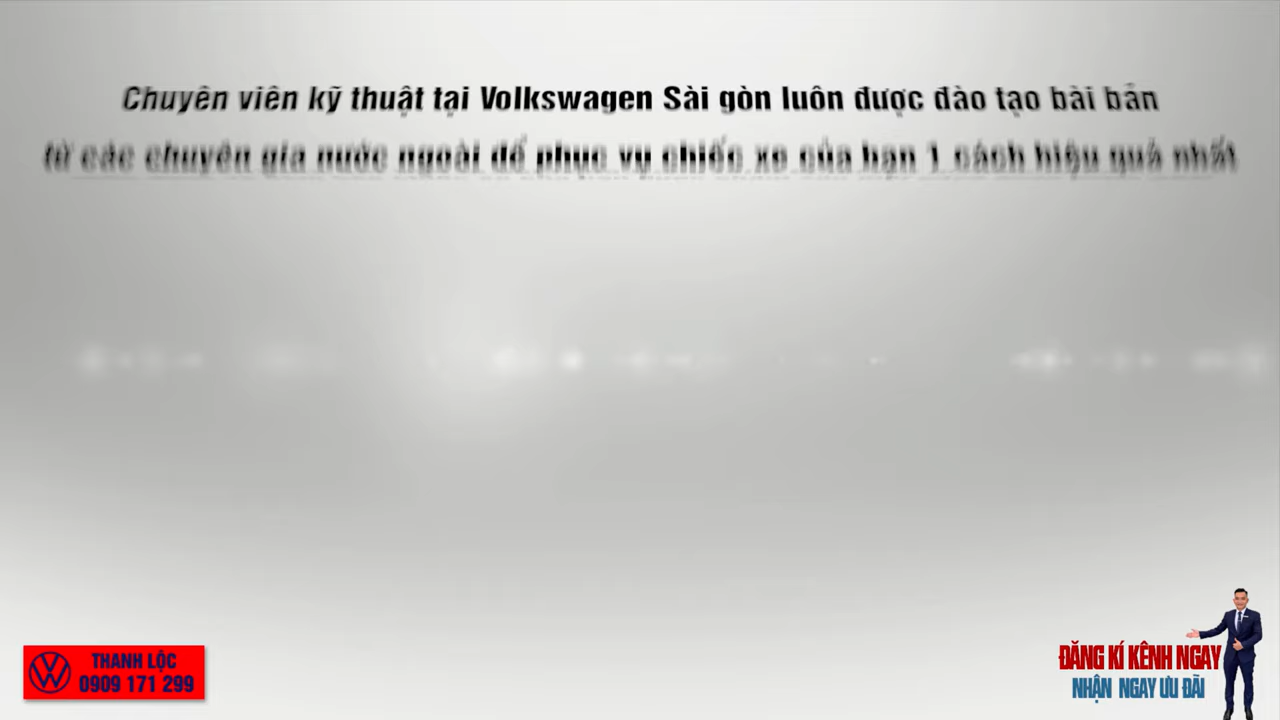 Chuyên viên kỹ thuật tại Volkswagen Sài gòn luôn được đào tạo bài bản
từ các chuyên gia nước ngoài để phục vụ chiếc xe của bạn 1 cách hiệu quả nhất
THANH LỘC
0909 171 299
ĐĂNG KÍ KÊNH NGAY
NHẬN NGAY ƯU ĐÃI